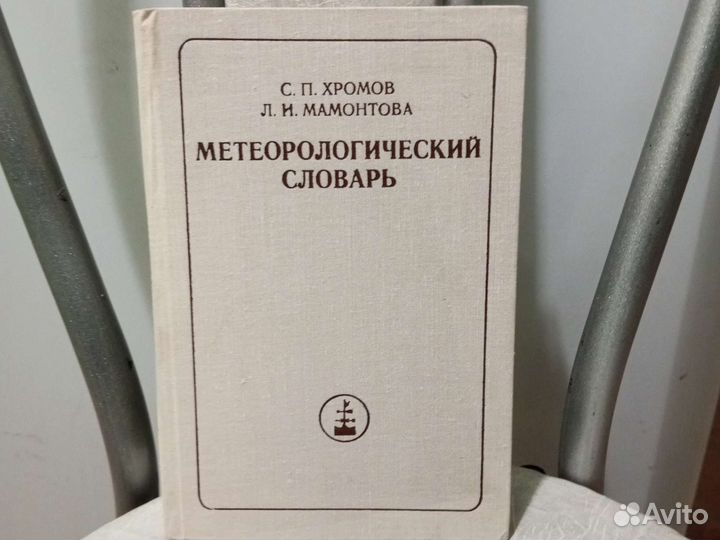 С. П. ХРОМОВ
Л. И. МАМОНТОВА
МЕТЕОРОЛОГИЧЕСКИЙ
СЛОВАРЬ
Avito